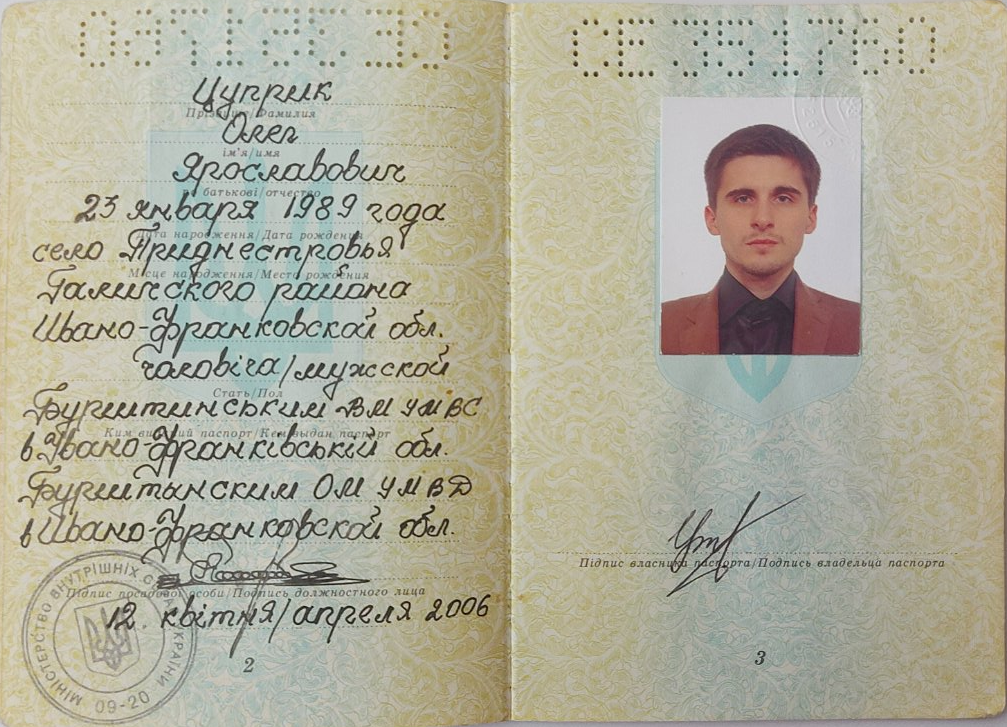 СЕ 351760
Цуприк
Прізвище/Фамилия
Олег
ім'я/имя
Ярославович
по батькові/отчество
23 января 1989 года
Дата народження/Дата рождения
село Приднестровья
Місце народження/Место рождения
Галичского района
Ивано-Франковской обл.
чоловіча/мужской
Стать/Пол
Бурштинським ВМ УМВС
Ким виданий паспорт/Кем выдан паспорт
в Івано-Франківській обл.
Бурштынским ОМ УМВД
в Ивано-Франковской обл.
Підпис посадової особи/Подпись должностного лица
12 квітня/апреля 2006
МІНІСТЕРСТВО ВНУТРІШНІХ СПРАВ УКРАЇНИ
09-20
2
СЕ 351760
Підпис власника паспорта/Подпись владельца паспорта
3